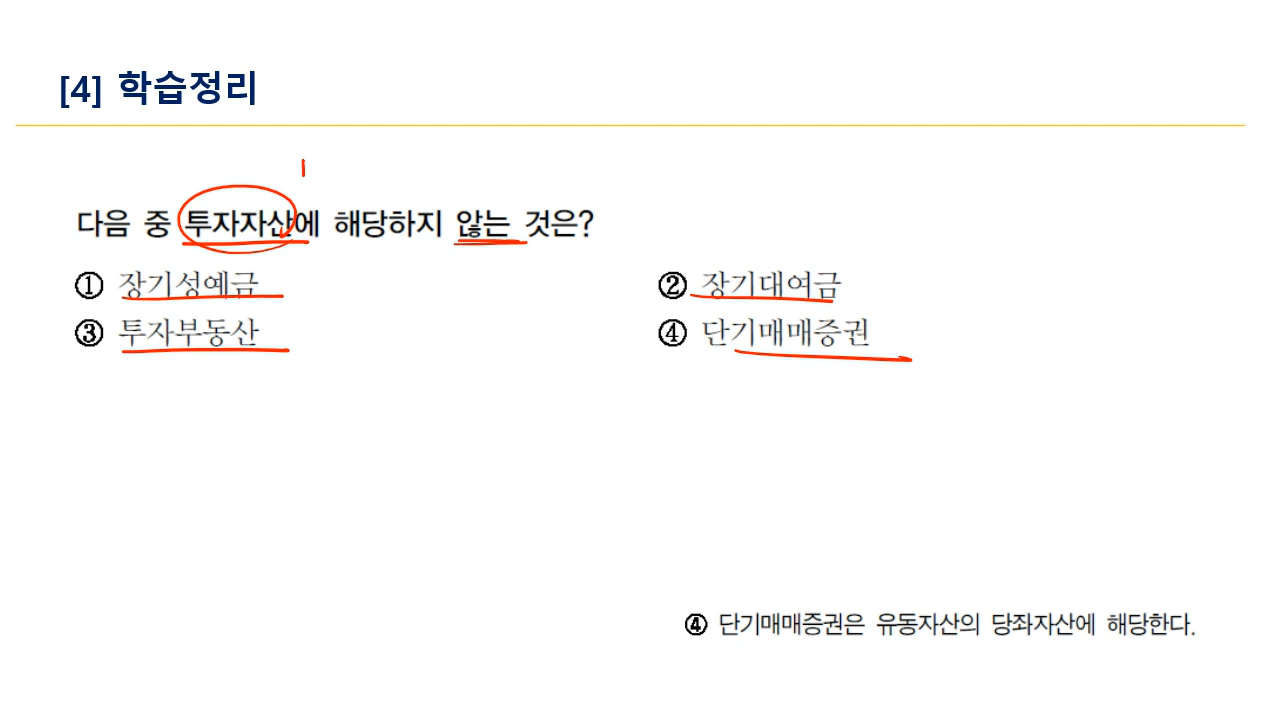 [4] 학습정리
다음 중 투자자산에 해당하지 않는 것은?
① 장기성예금 ② 장기대여금
③ 투자부동산 ④ 단기매매증권
④ 단기매매증권은 유동자산의 당좌자산에 해당한다.